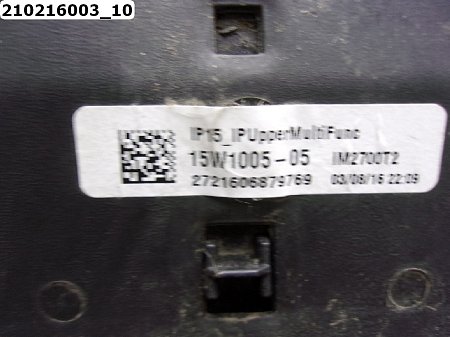 210216003_10
IP15_IPUpperMultiFunc
15W1005-05 IM2700T2
2721606879769 03/08/16 22:09